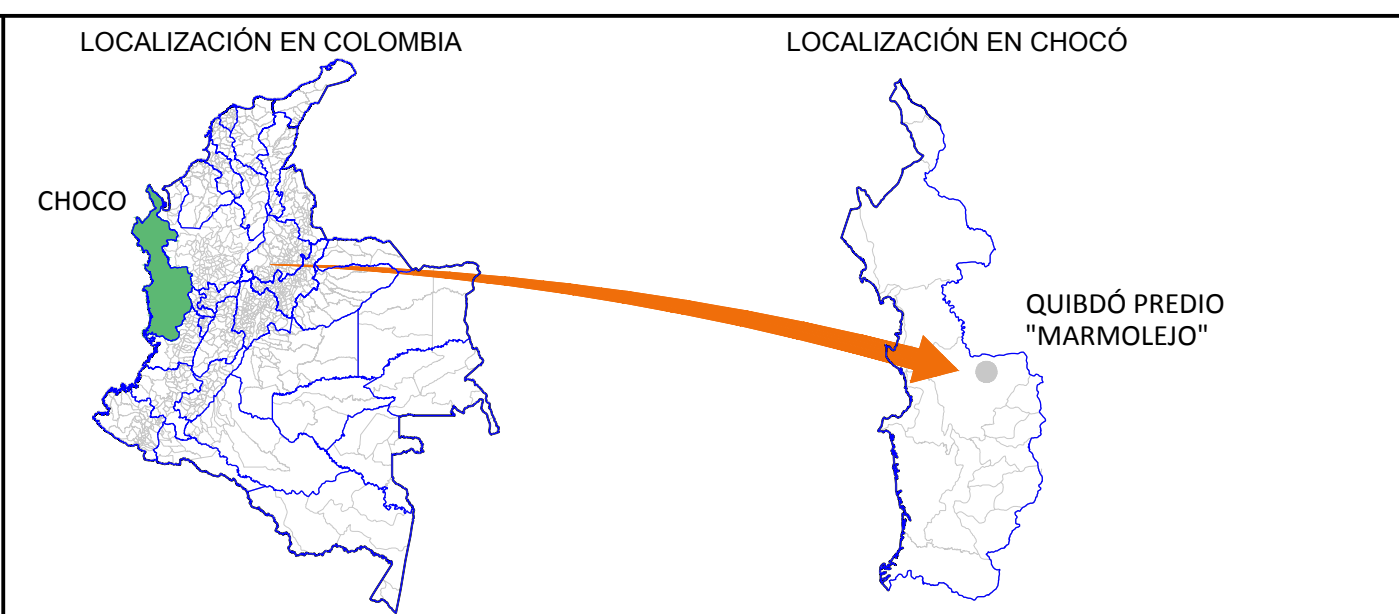 LOCALIZACIÓN EN COLOMBIA
LOCALIZACIÓN EN CHOCÓ
CHOCO
QUIBDÓ PREDIO
"MARMOLEJO"